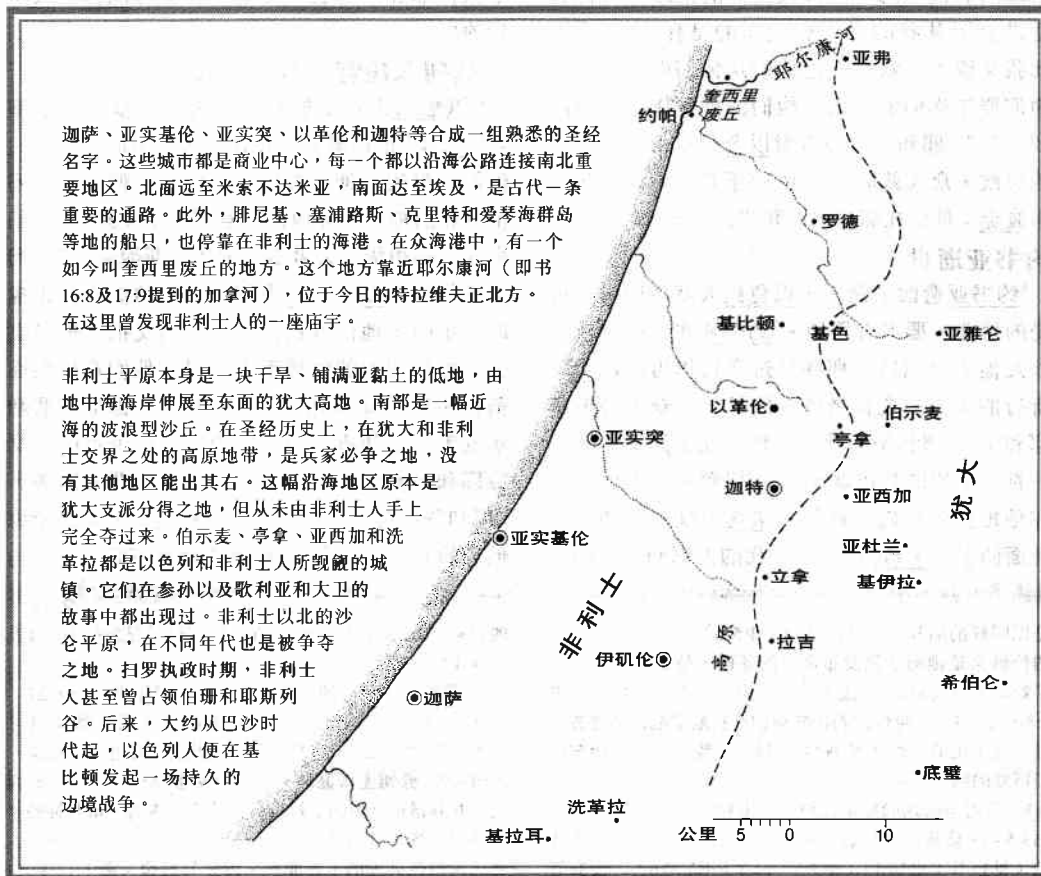 迦萨、亚实基伦、亚实突、以革伦和迦特等合成一组熟悉的圣经
名字。这些城市都是商业中心,每一个都以沿海公路连接南北重
要地区。北面远至米索不达米亚,南面达至埃及,是古代一条
重要的通路。此外,腓尼基、塞浦路斯、克里特和爱琴海群岛
等地的船只,也停靠在非利士的海港。在众海港中,有一个
如今叫奎西里废丘的地方。这个地方靠近耶尔康河(即书
16:8及17:9提到的加拿河),位于今日的特拉维夫正北方。
在这里曾发现非利士人的一座庙宇。
非利士平原本身是一块干旱、铺满亚黏土的低地,由
地中海海岸伸展至东面的犹大高地。南部是一幅近
海的波浪型沙丘。在圣经历史上,在犹大和非利
士交界之处的高原地带,是兵家必争之地,没
有其他地区能出其右。这幅沿海地区原本是
犹大支派分得之地,但从未由非利士人手上
完全夺过来。伯示麦、亭拿、亚西加和洗
革拉都是以色列和非利士人所觊觎的城
镇。它们在参孙以及歌利亚和大卫的
故事中都出现过。非利士以北的沙
仑平原,在不同年代也是被争夺
之地。扫罗执政时期,非利士
人甚至曾占领伯珊和耶斯列
谷。后来,大约从巴沙时
代起,以色列人便在基
比顿发起一场持久的
边境战争。
耶尔康河
亚弗
奎西里
废丘
约帕
罗德
基比顿
基色
亚雅仑
以革伦
伯示麦
亚实突
亭拿
犹大
迦特
亚西加
亚实基伦
亚杜兰
立拿
基伊拉
非利士
高原
拉吉
伊矶伦
希伯仑
迦萨
底璧
洗革拉
基拉耳
公里 5 0 10